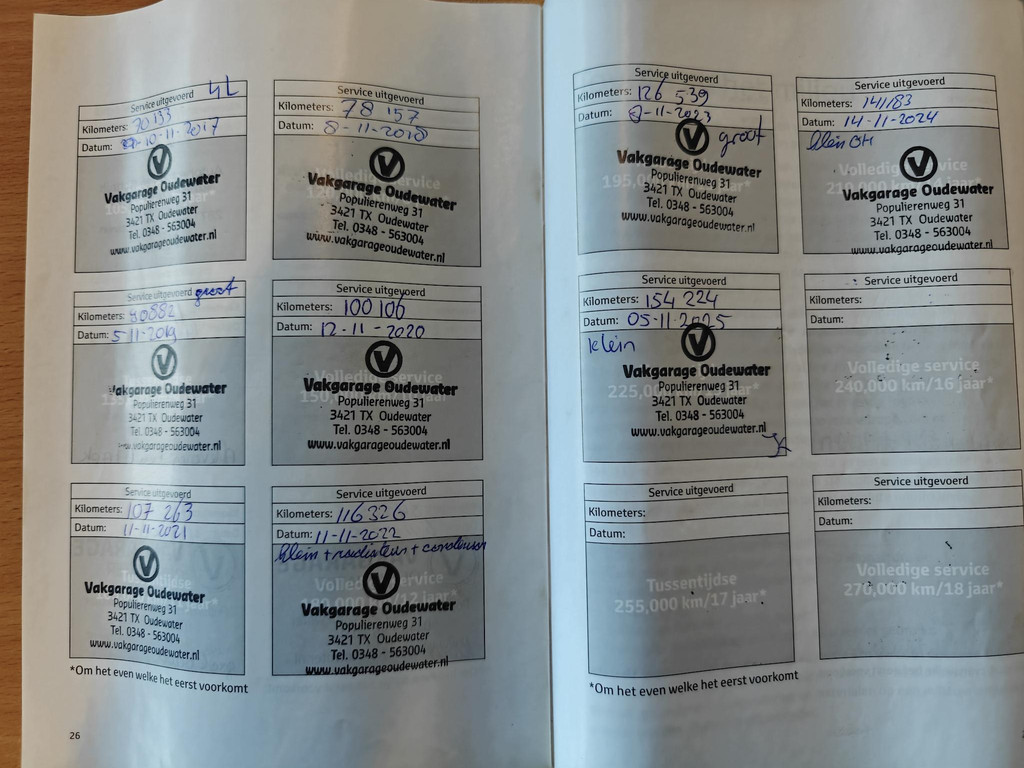 Service uitgevoerd
Kilometers: 70133
Datum: 10-11-2017
Vakgarage Oudewater
Populierenweg 31
3421 TX Oudewater
Tel. 0348 - 563004
www.vakgarageoudewater.nl
Service uitgevoerd
Kilometers: 78 157
Datum: 8-11-2018
Volledige service
Vakgarage Oudewater
Populierenweg 31
3421 TX Oudewater
Tel. 0348 - 563004
www.vakgarageoudewater.nl
Service uitgevoerd groot
Kilometers: 90882
Datum: 5-11-2019
Vakgarage Oudewater
Populierenweg 31
3421 TX Oudewater
Tel. 0348 - 563004
www.vakgarageoudewater.nl
Service uitgevoerd
Kilometers: 100 106
Datum: 12-11-2020
Volledige service
Vakgarage Oudewater
Populierenweg 31
3421 TX Oudewater
Tel. 0348 - 563004
www.vakgarageoudewater.nl
Service uitgevoerd
Kilometers: 107 263
Datum: 11-11-2021
Vakgarage Oudewater
Populierenweg 31
3421 TX Oudewater
Tel. 0348 - 563004
www.vakgarageoudewater.nl
Service uitgevoerd
Kilometers: 116326
Datum: 11-11-2022
klein + radiateur +
Volledige service
Vakgarage Oudewater
Populierenweg 31
3421 TX Oudewater
Tel. 0348 - 563004
www.vakgarageoudewater.nl
*Om het even welke het eerst voorkomt
26
Service uitgevoerd
Kilometers: 126 539
Datum: 8-11-2023
groot
Vakgarage Oudewater
Populierenweg 31
3421 TX Oudewater
Tel. 0348 - 563004
www.vakgarageoudewater.nl
Service uitgevoerd
Kilometers: 141183
Datum: 14-11-2024
klein BH
Volledige service
Vakgarage Oudewater
Populierenweg 31
3421 TX Oudewater
Tel. 0348 - 563004
www.vakgarageoudewater.nl
Service uitgevoerd
Kilometers: 154 224
Datum: 05-11-2025
klein
Vakgarage Oudewater
Populierenweg 31
3421 TX Oudewater
Tel. 0348 - 563004
www.vakgarageoudewater.nl
Service uitgevoerd
Kilometers:
Datum:
Volledige service
240,000 km/16 jaar*
Service uitgevoerd
Kilometers:
Datum:
Tussentijdse
255,000 km/17 jaar*
Service uitgevoerd
Kilometers:
Datum:
Volledige service
270,000 km/18 jaar*
*Om het even welke het eerst voorkomt